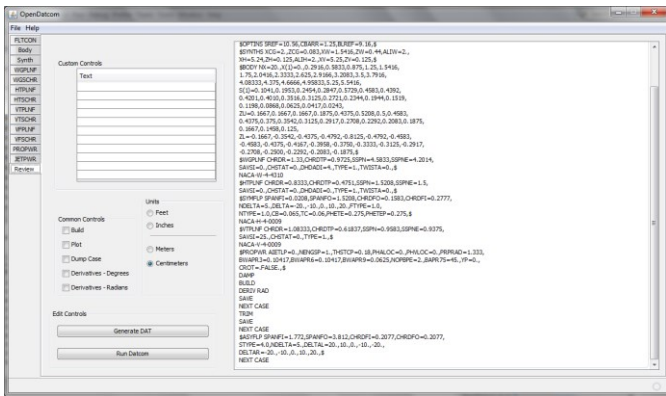 OpenDatcom
File Help
FLTCON
Body
Synth
WGPLNF
WGSCHR
HTPLNF
HTSCHR
VTPLNF
VTSCHR
VFPLNF
VFSCHR
PROPWR
JETPWR
Review
Custom Controls
Text
Common Controls
Build
Plot
Dump Case
Derivatives - Degrees
Derivatives - Radians
Units
Feet
Inches
Meters
Centimeters
Edit Controls
Generate DAT
Run Datcom
$OPTINS SREF=10.56,CBARR=1.25,BLREF=9.16,$
$SYNTHS XCG=2.,ZCG=0.083,XW=1.5416,ZW=0.44,ALIW=2.,
XH=5.24,ZH=0.125,ALIH=2.,XV=5.25,ZV=0.125,$
$BODY NX=20.,X(1)=0.,0.2916,0.5833,0.875,1.25,1.5416,
1.75,2.0416,2.3333,2.625,2.9166,3.2083,3.5,3.7916,
4.08333,4.375,4.6666,4.95833,5.25,5.5416,
S(1)=0.1041,0.1953,0.2454,0.2847,0.5729,0.4583,0.4392,
0.4201,0.4010,0.3516,0.3125,0.2721,0.2344,0.1944,0.1519,
0.1198,0.0868,0.0625,0.0417,0.0243,
ZU=0.1667,0.1667,0.1667,0.1875,0.4375,0.5208,0.5,0.4583,
0.4375,0.375,0.3542,0.3125,0.2917,0.2708,0.2292,0.2083,0.1875,
0.1667,0.1458,0.125,
ZL=-0.1667,-0.3542,-0.4375,-0.4792,-0.8125,-0.4792,-0.4583,
-0.4583,-0.4375,-0.4167,-0.3958,-0.3750,-0.3333,-0.3125,-0.2917,
-0.2708,-0.2500,-0.2292,-0.2083,-0.1875,$
$WGPLNF CHRDR=1.33,CHRDTP=0.9725,SSPN=4.5833,SSPNE=4.2014,
SAVSI=0.,CHSTAT=0.,DHDADI=4.,TYPE=1.,TWISTA=0.,$
NACA-W-4-4310
$HTPLNF CHRDR=0.8333,CHRDTP=0.4751,SSPN=1.5208,SSPNE=1.5,
SAVSI=0.,CHSTAT=0.,DHDADI=0.,TYPE=1.,TWISTA=0.,$
$SYMFLP SPANFI=0.0208,SPANFO=1.5208,CHRDFO=0.1583,CHRDFI=0.2777,
NDELTA=5.,DELTA=-20.,-10.,0.,10.,20.,FTYPE=1.0,
NTYPE=1.0,CB=0.065,TC=0.06,PHETE=0.275,PHETEP=0.275,$
NACA-H-4-0009
$VTPLNF CHRDR=1.08333,CHRDTP=0.61837,SSPN=0.9583,SSPNE=0.9375,
SAVSI=25.,CHSTAT=0.,TYPE=1.,$
NACA-V-4-0009
$PROPWR AIETLP=0.,NENGSP=1.,THSTCP=0.18,PHALOC=0.,PHVLOC=0.,PRPRAD=1.333,
BWAPR3=0.10417,BWAPR6=0.10417,BWAPR9=0.0625,NOPBPE=2.,BAPR75=45.,YP=0.,
CROT=.FALSE.,$
DAMP
BUILD
DERIV RAD
SAVE
NEXT CASE
TRIM
SAVE
NEXT CASE
$ASYFLP SPANFI=1.772,SPANFO=3.812,CHRDFI=0.2077,CHRDFO=0.2077,
STYPE=4.0,NDELTA=5.,DELTAL=20.,10.,0.,-10.,-20.,
DELTAR=-20.,-10.,0.,10.,20.,$
NEXT CASE